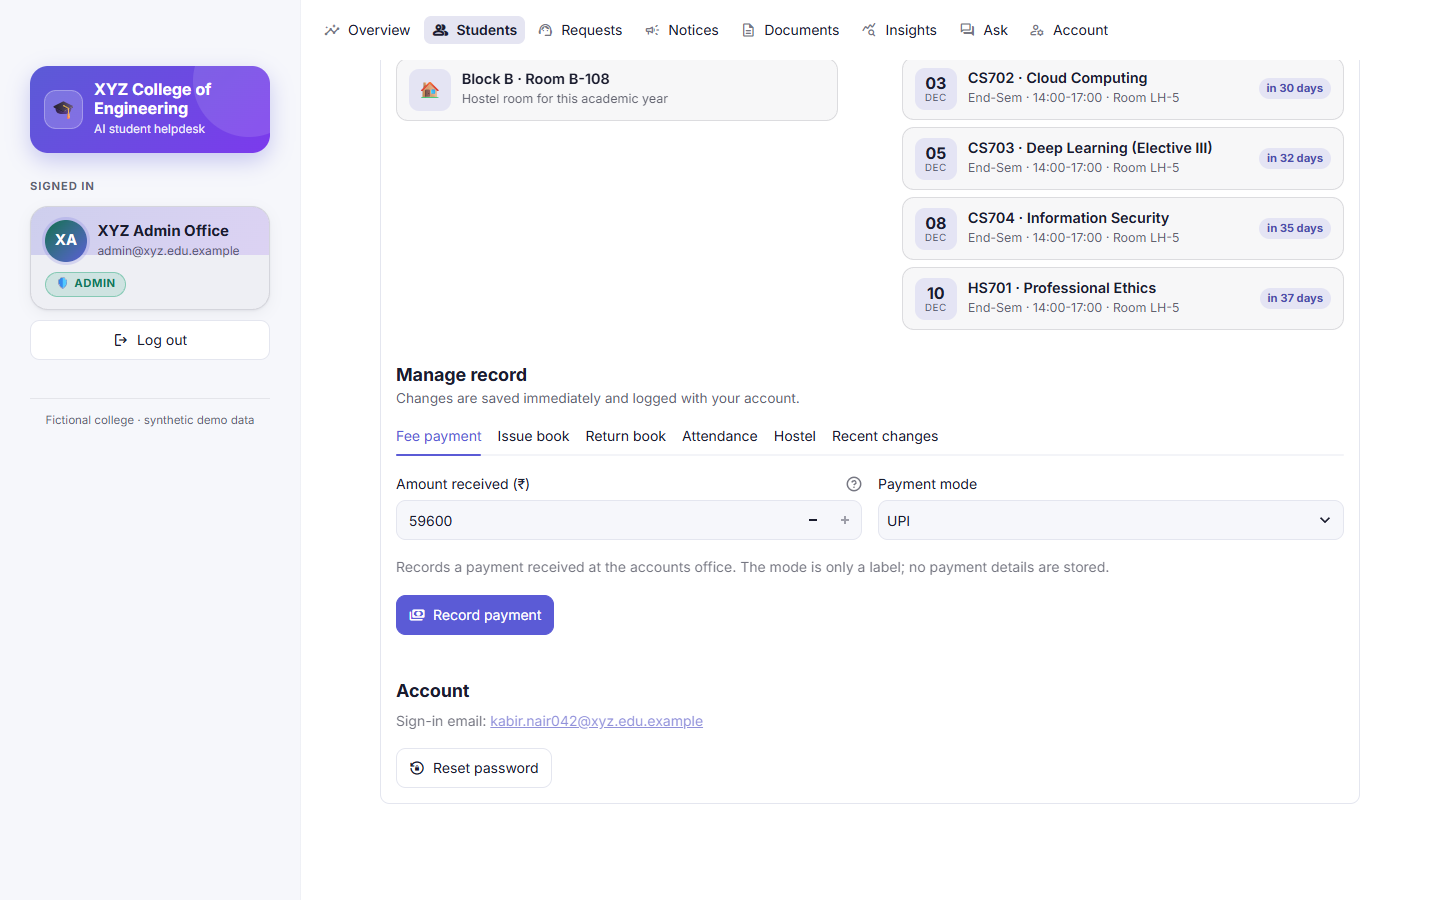 Overview
Students
Requests
Notices
Documents
Insights
Ask
Account
XYZ College of
Engineering
AI student helpdesk
SIGNED IN
XA
XYZ Admin Office
admin@xyz.edu.example
ADMIN
Log out
Fictional college · synthetic demo data
Block B · Room B-108
Hostel room for this academic year
03
DEC
CS702 · Cloud Computing
End-Sem · 14:00-17:00 · Room LH-5
in 30 days
05
DEC
CS703 · Deep Learning (Elective III)
End-Sem · 14:00-17:00 · Room LH-5
in 32 days
08
DEC
CS704 · Information Security
End-Sem · 14:00-17:00 · Room LH-5
in 35 days
10
DEC
HS701 · Professional Ethics
End-Sem · 14:00-17:00 · Room LH-5
in 37 days
Manage record
Changes are saved immediately and logged with your account.
Fee payment
Issue book
Return book
Attendance
Hostel
Recent changes
Amount received (₹)
Payment mode
59600
UPI
Records a payment received at the accounts office. The mode is only a label; no payment details are stored.
Record payment
Account
Sign-in email: kabir.nair042@xyz.edu.example
Reset password